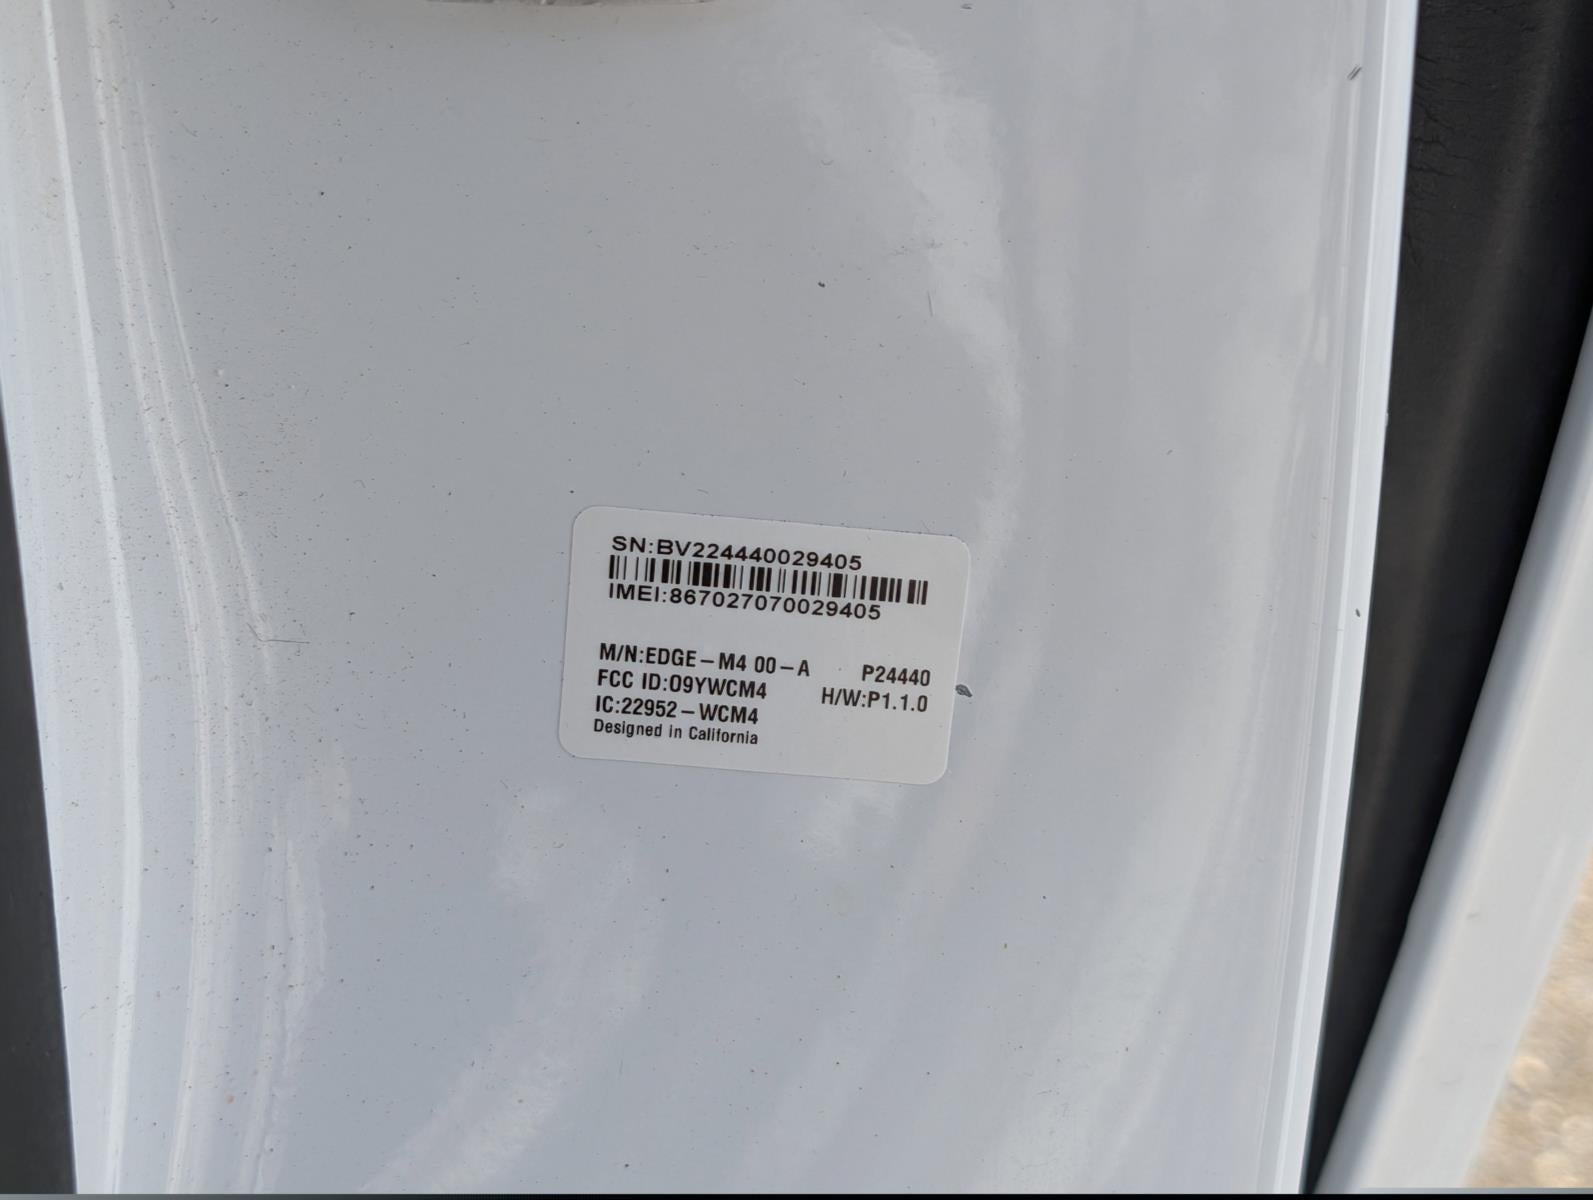 SN:BV224440029405
IMEI:867027070029405
M/N:EDGE-M4 00-A P24440
FCC ID:O9YWCM4 H/W:P1.1.0
IC:22952-WCM4
Designed in California